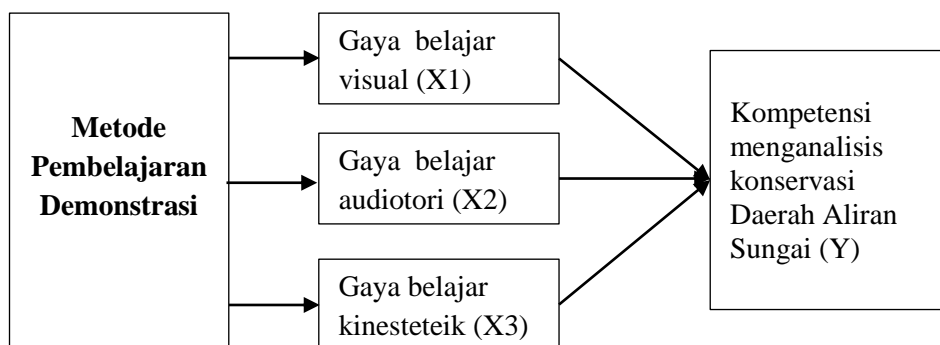 Metode
Pembelajaran
Demonstrasi
Gaya belajar
visual (X1)
Gaya belajar
audiotori (X2)
Gaya belajar
kinesteteik (X3)
Kompetensi
menganalisis
konservasi
Daerah Aliran
Sungai (Y)